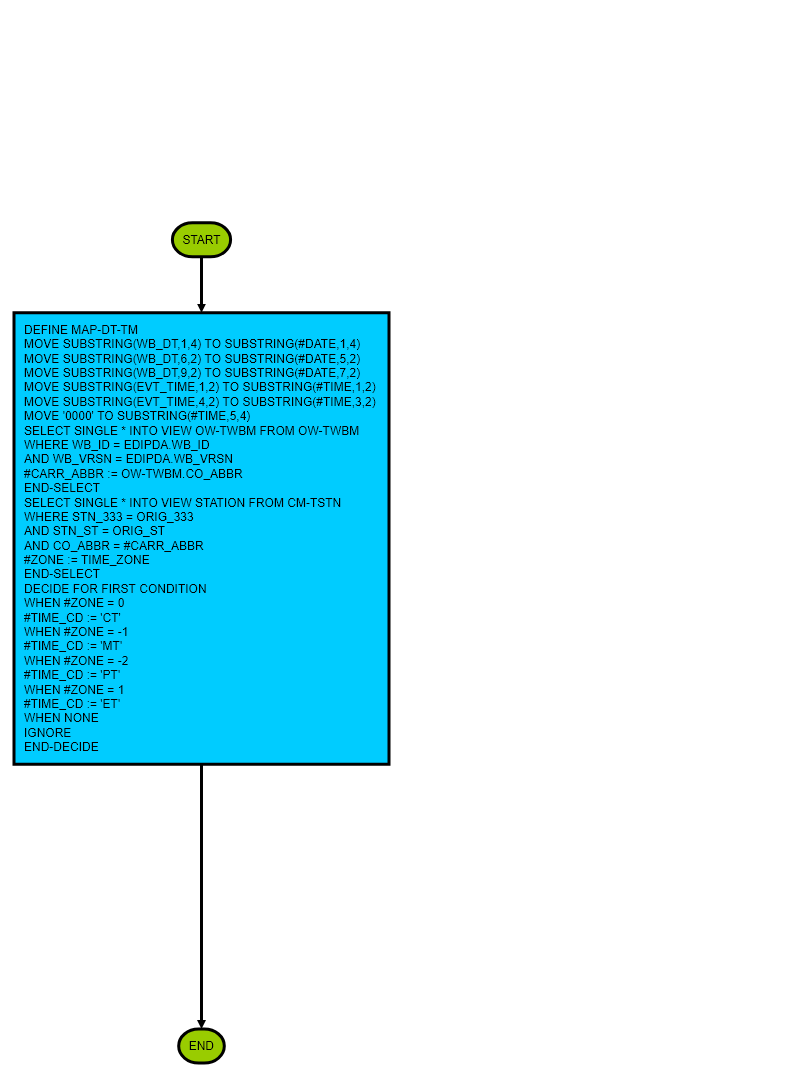 START
DEFINE MAP-DT-TM
MOVE SUBSTRING(WB_DT,1,4) TO SUBSTRING(#DATE,1,4)
MOVE SUBSTRING(WB_DT,6,2) TO SUBSTRING(#DATE,5,2)
MOVE SUBSTRING(WB_DT,9,2) TO SUBSTRING(#DATE,7,2)
MOVE SUBSTRING(EVT_TIME,1,2) TO SUBSTRING(#TIME,1,2)
MOVE SUBSTRING(EVT_TIME,4,2) TO SUBSTRING(#TIME,3,2)
MOVE '0000' TO SUBSTRING(#TIME,5,4)
SELECT SINGLE * INTO VIEW OW-TWBM FROM OW-TWBM
WHERE WB_ID = EDIPDA.WB_ID
AND WB_VRSN = EDIPDA.WB_VRSN
#CARR_ABBR := OW-TWBM.CO_ABBR
END-SELECT
SELECT SINGLE * INTO VIEW STATION FROM CM-TSTN
WHERE STN_333 = ORIG_333
AND STN_ST = ORIG_ST
AND CO_ABBR = #CARR_ABBR
#ZONE := TIME_ZONE
END-SELECT
DECIDE FOR FIRST CONDITION
WHEN #ZONE = 0
#TIME_CD := 'CT'
WHEN #ZONE = -1
#TIME_CD := 'MT'
WHEN #ZONE = -2
#TIME_CD := 'PT'
WHEN #ZONE = 1
#TIME_CD := 'ET'
WHEN NONE
IGNORE
END-DECIDE
END